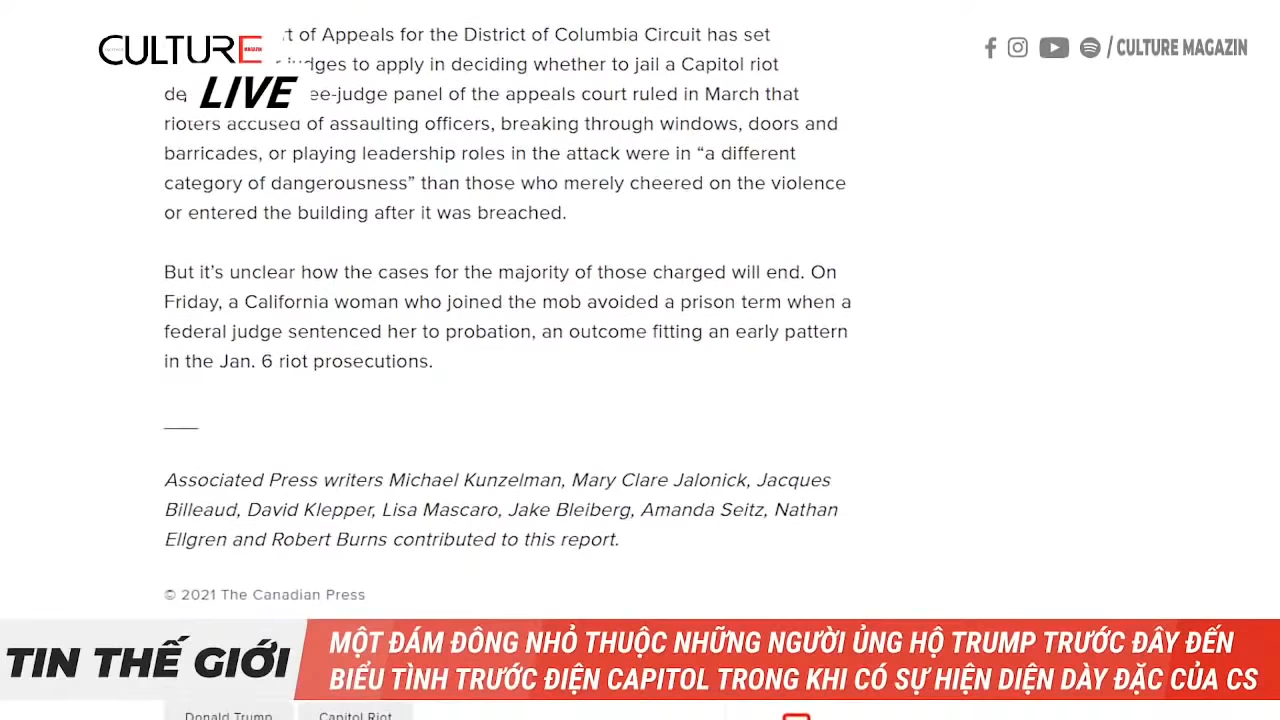 CULTURE
LIVE
/ CULTURE MAGAZIN
of Appeals for the District of Columbia Circuit has set
to apply in deciding whether to jail a Capitol riot
ee-judge panel of the appeals court ruled in March that
rioters accused of assaulting officers, breaking through windows, doors and
barricades, or playing leadership roles in the attack were in “a different
category of dangerousness” than those who merely cheered on the violence
or entered the building after it was breached.
But it’s unclear how the cases for the majority of those charged will end. On
Friday, a California woman who joined the mob avoided a prison term when a
federal judge sentenced her to probation, an outcome fitting an early pattern
in the Jan. 6 riot prosecutions.
Associated Press writers Michael Kunzelman, Mary Clare Jalonick, Jacques
Billeaud, David Klepper, Lisa Mascaro, Jake Bleiberg, Amanda Seitz, Nathan
Ellgren and Robert Burns contributed to this report.
© 2021 The Canadian Press
TIN THẾ GIỚI
MỘT ĐÁM ĐÔNG NHỎ THUỘC NHỮNG NGƯỜI ỦNG HỘ TRUMP TRƯỚC ĐÂY ĐẾN
BIỂU TÌNH TRƯỚC ĐIỆN CAPITOL TRONG KHI CÓ SỰ HIỆN DIỆN DÀY ĐẶC CỦA CS
Donald Trump
Capitol Riot